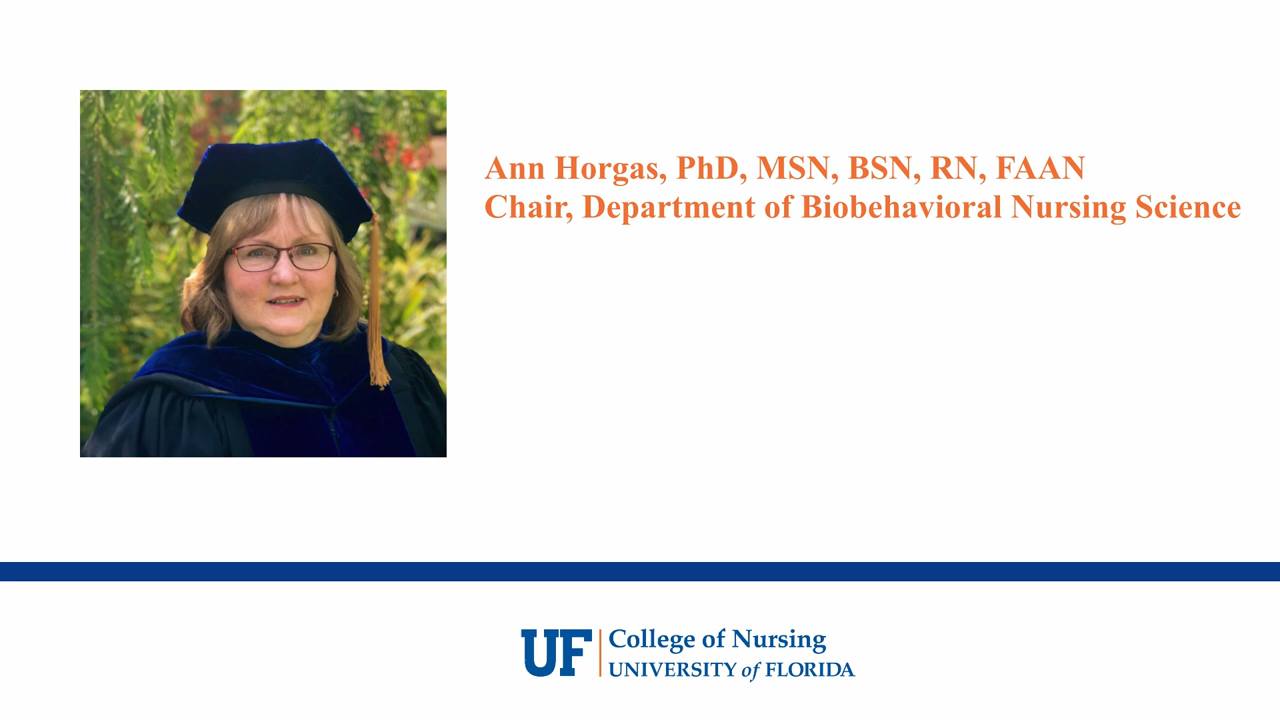 Ann Horgas, PhD, MSN, BSN, RN, FAAN
Chair, Department of Biobehavioral Nursing Science
UF College of Nursing
UNIVERSITY of FLORIDA